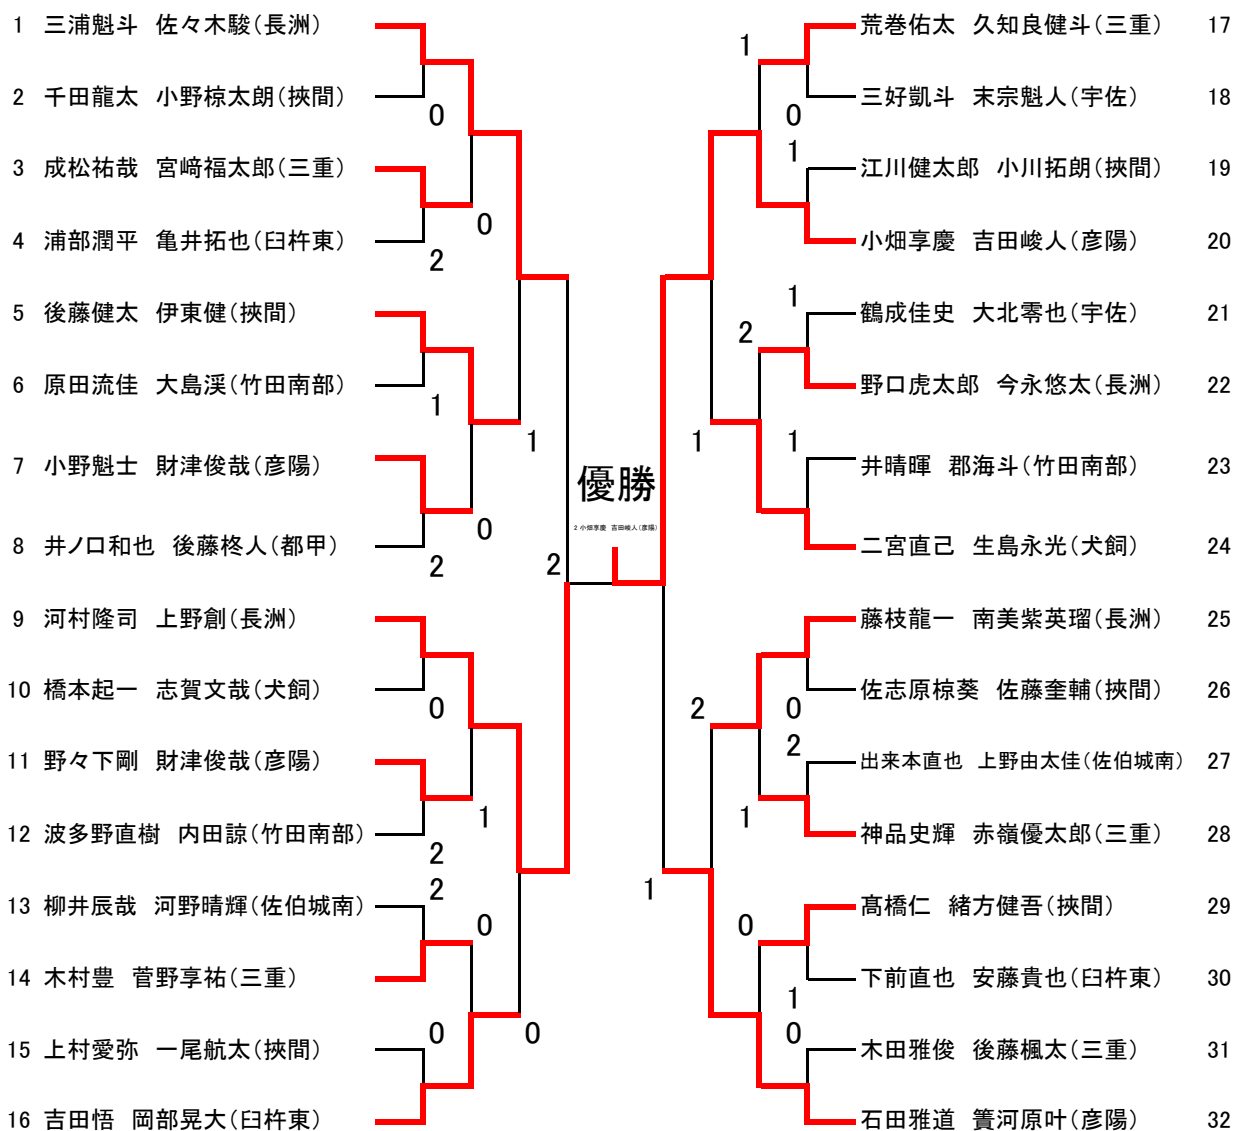 1 三浦魁斗 佐々木駿(長洲)
2 千田龍太 小野椋太朗(挾間)
3 成松祐哉 宮﨑福太郎(三重)
4 浦部潤平 亀井拓也(臼杵東)
5 後藤健太 伊東健(挾間)
6 原田流佳 大島渓(竹田南部)
7 小野魁士 財津俊哉(彦陽)
8 井ノ口和也 後藤柊人(都甲)
9 河村隆司 上野創(長洲)
10 橋本起一 志賀文哉(犬飼)
11 野々下剛 財津俊哉(彦陽)
12 波多野直樹 内田諒(竹田南部)
13 柳井辰哉 河野晴輝(佐伯城南)
14 木村豊 菅野享祐(三重)
15 上村愛弥 一尾航太(挾間)
16 吉田悟 岡部晃大(臼杵東)
0
0
2
1
1
0
2
0
1
2
2
0
0
0
2
優勝
2 小畑享慶 吉田峻人(彦陽)
1
0
1
1
2
1
1
2
0
2
1
1
0
1
0
荒巻佑太 久知良健斗(三重) 17
三好凱斗 末宗魁人(宇佐) 18
江川健太郎 小川拓朗(挾間) 19
小畑享慶 吉田峻人(彦陽) 20
鶴成佳史 大北零也(宇佐) 21
野口虎太郎 今永悠太(長洲) 22
井晴暉 郡海斗(竹田南部) 23
二宮直己 生島永光(犬飼) 24
藤枝龍一 南美紫英瑠(長洲) 25
佐志原椋葵 佐藤奎輔(挾間) 26
出来本直也 上野由太佳(佐伯城南) 27
神品史輝 赤嶺優太郎(三重) 28
髙橋仁 緒方健吾(挾間) 29
下前直也 安藤貴也(臼杵東) 30
木田雅俊 後藤楓太(三重) 31
石田雅道 簀河原叶(彦陽) 32